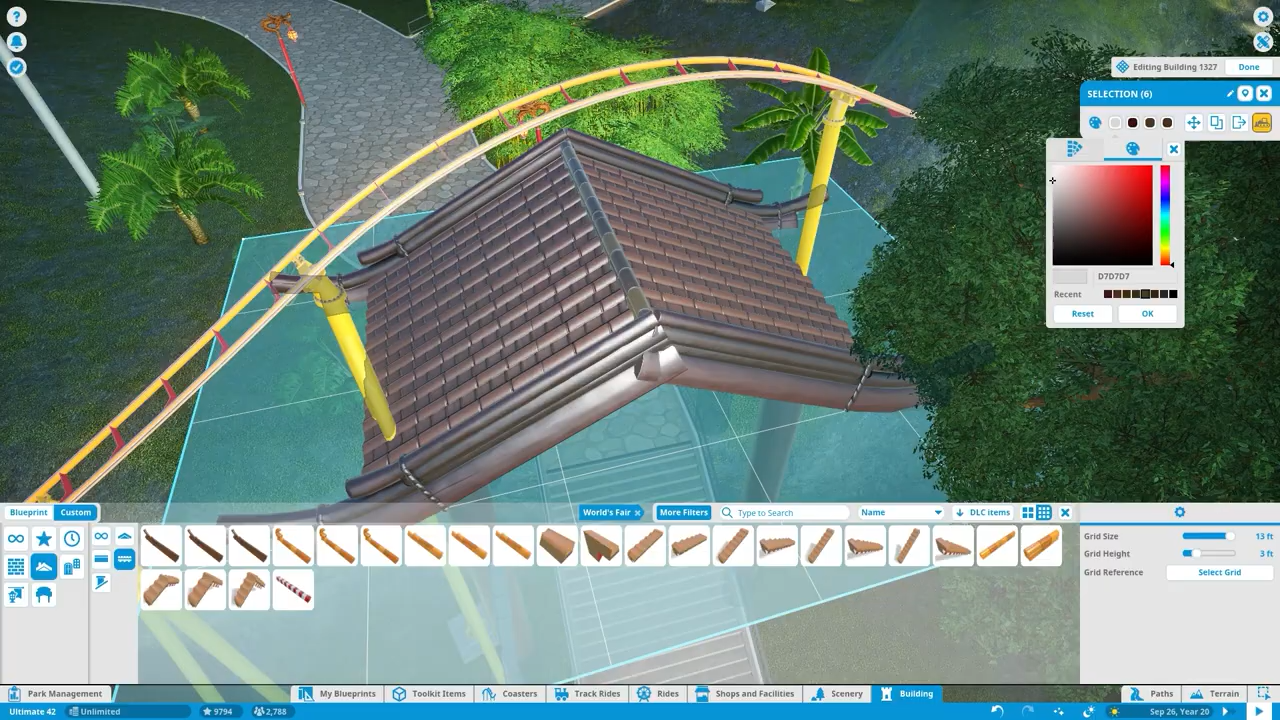 Editing Building 1327 Done
SELECTION (6)
D7D7D7
Recent
Reset OK
Blueprint Custom World's Fair More Filters Type to Search Name DLC items
Grid Size 13 ft
Grid Height 3 ft
Grid Reference Select Grid
Park Management My Blueprints Toolkit Items Coasters Track Rides Rides Shops and Facilities Scenery Building Paths Terrain
Ultimate 42 Unlimited 9794 2,788 Sep 26, Year 20